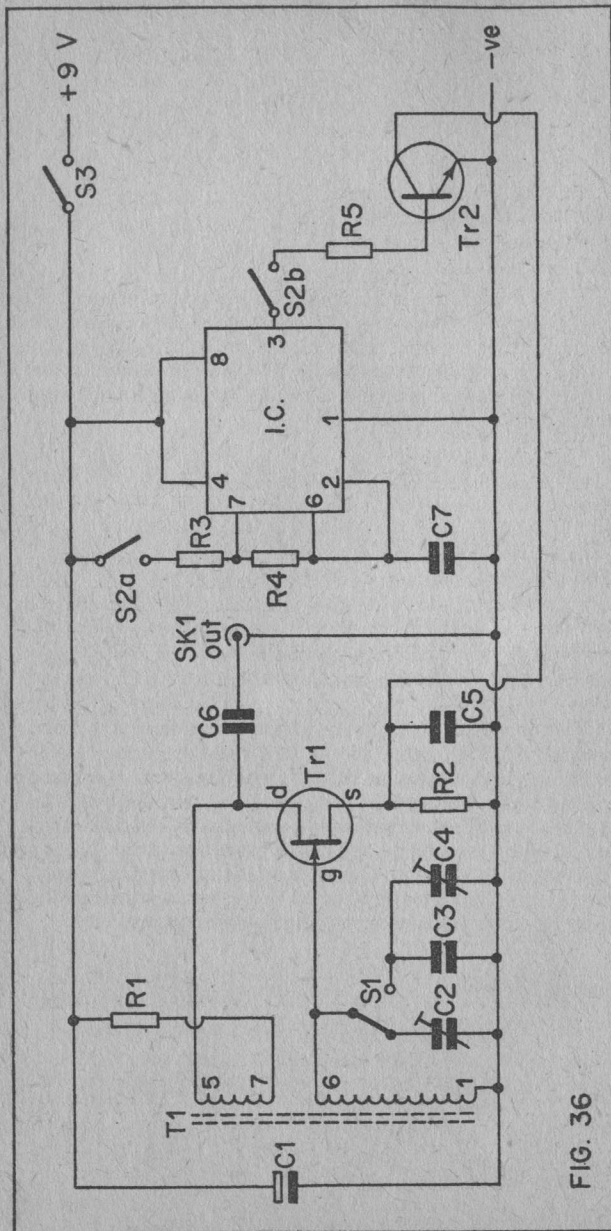 +9 V
S3
-ve
Tr2
R5
S2b
3
8
I.C.
1
4
2
7
6
S2a
R3
R4
C7
SK1
out
C6
Tr1
d
s
g
C5
R2
C4
C3
S1
C2
R1
T1
5
7
6
1
C1
FIG. 36